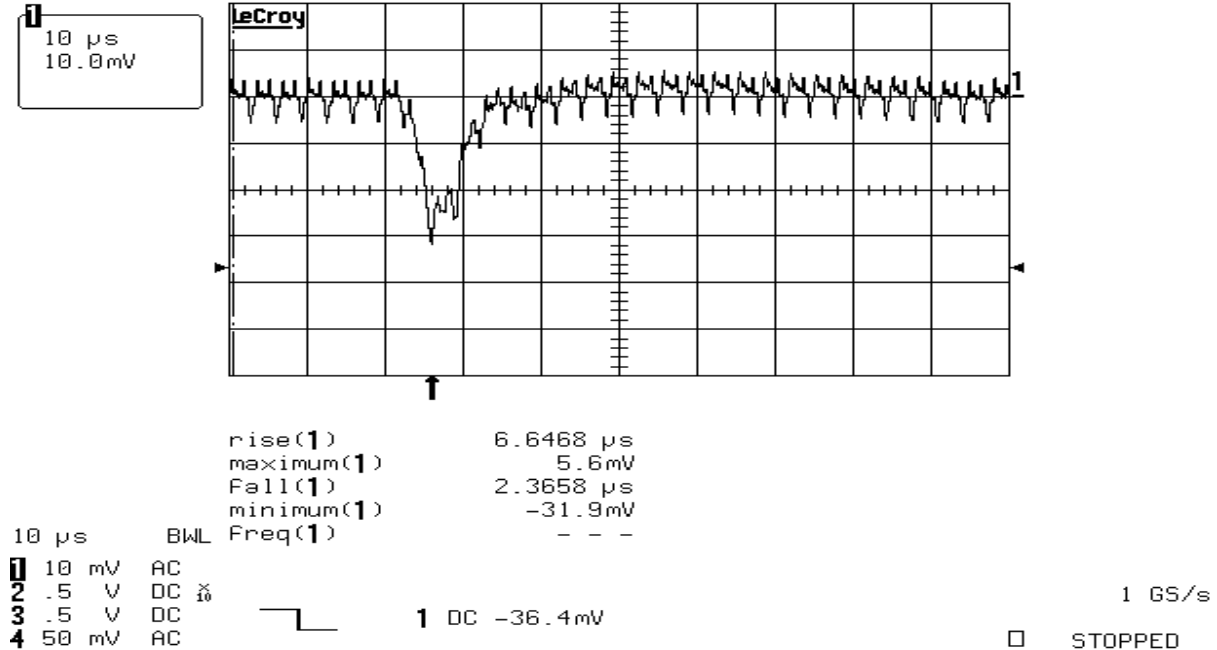 1
10 µs
10.0mV
LeCroy
1
rise(1) 6.6468 µs
maximum(1) 5.6mV
fall(1) 2.3658 µs
minimum(1) -31.9mV
freq(1) - - -
10 µs BWL
1 10 mV AC
2 .5 V DC x10
3 .5 V DC
4 50 mV AC
1 DC -36.4mV
1 GS/s
STOPPED